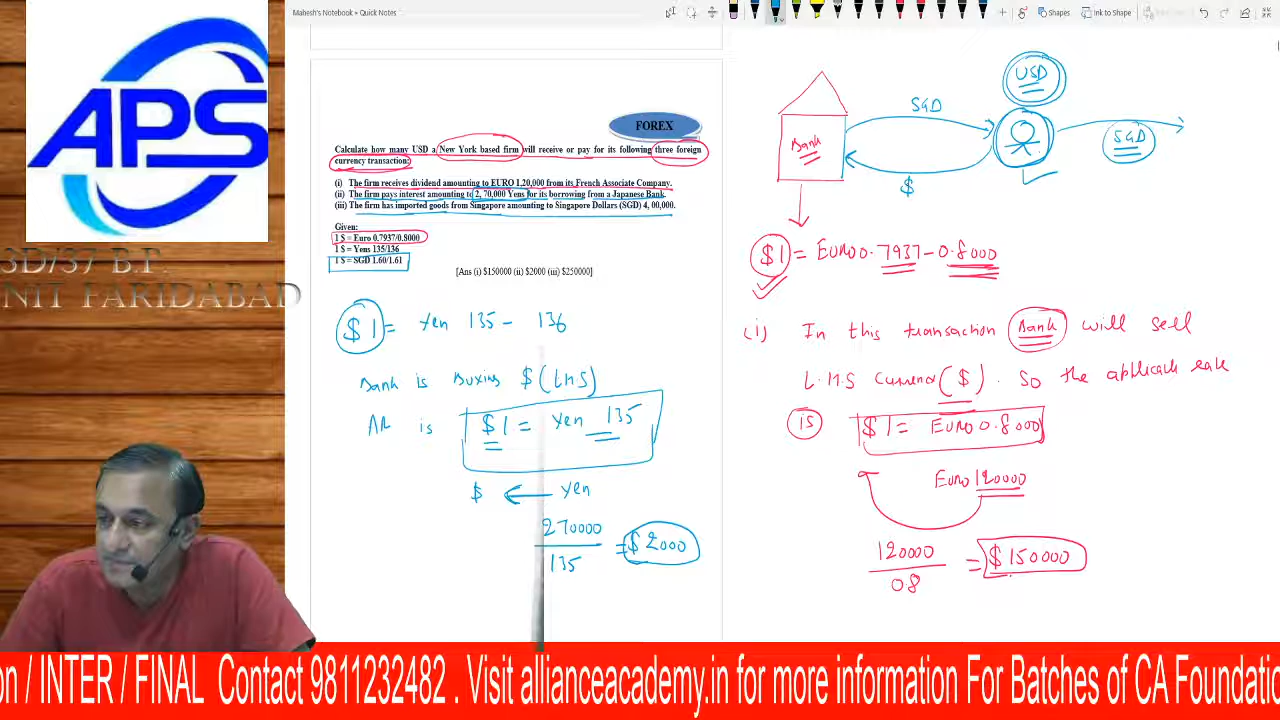 Mahesh's Notebook » Quick Notes
Shapes
Ink to Shape
APS
3D/37 B.P.
NIT FARIDABAD
FOREX
Calculate how many USD a New York based firm will receive or pay for its following three foreign
currency transaction:
(i) The firm receives dividend amounting to EURO 1,20,000 from its French Associate Company.
(ii) The firm pays interest amounting to 2, 70,000 Yens for its borrowing from a Japanese Bank.
(iii) The firm has imported goods from Singapore amounting to Singapore Dollars (SGD) 4, 00,000.
Given:
1 $ = Euro 0.7937/0.8000
1 $ = Yens 135/136
1 $ = SGD 1.60/1.61
[Ans (i) $150000 (ii) $2000 (iii) $250000]
$1 = Yen 135 - 136
Bank is Buying $ (LHS)
AR is $1 = Yen 135
$ ← Yen
270000
135
= $2000
USD
SGD
Bank
SGD
$
$1 = EURO 0.7937 - 0.8000
(i) In this transaction Bank will sell
L.H.S currency ($). So the applicable rate
is $1 = EURO 0.8000
Euro 120000
120000
08
= $150000
on / INTER / FINAL Contact 9811232482 . Visit allianceacademy.in for more information For Batches of CA Foundatio